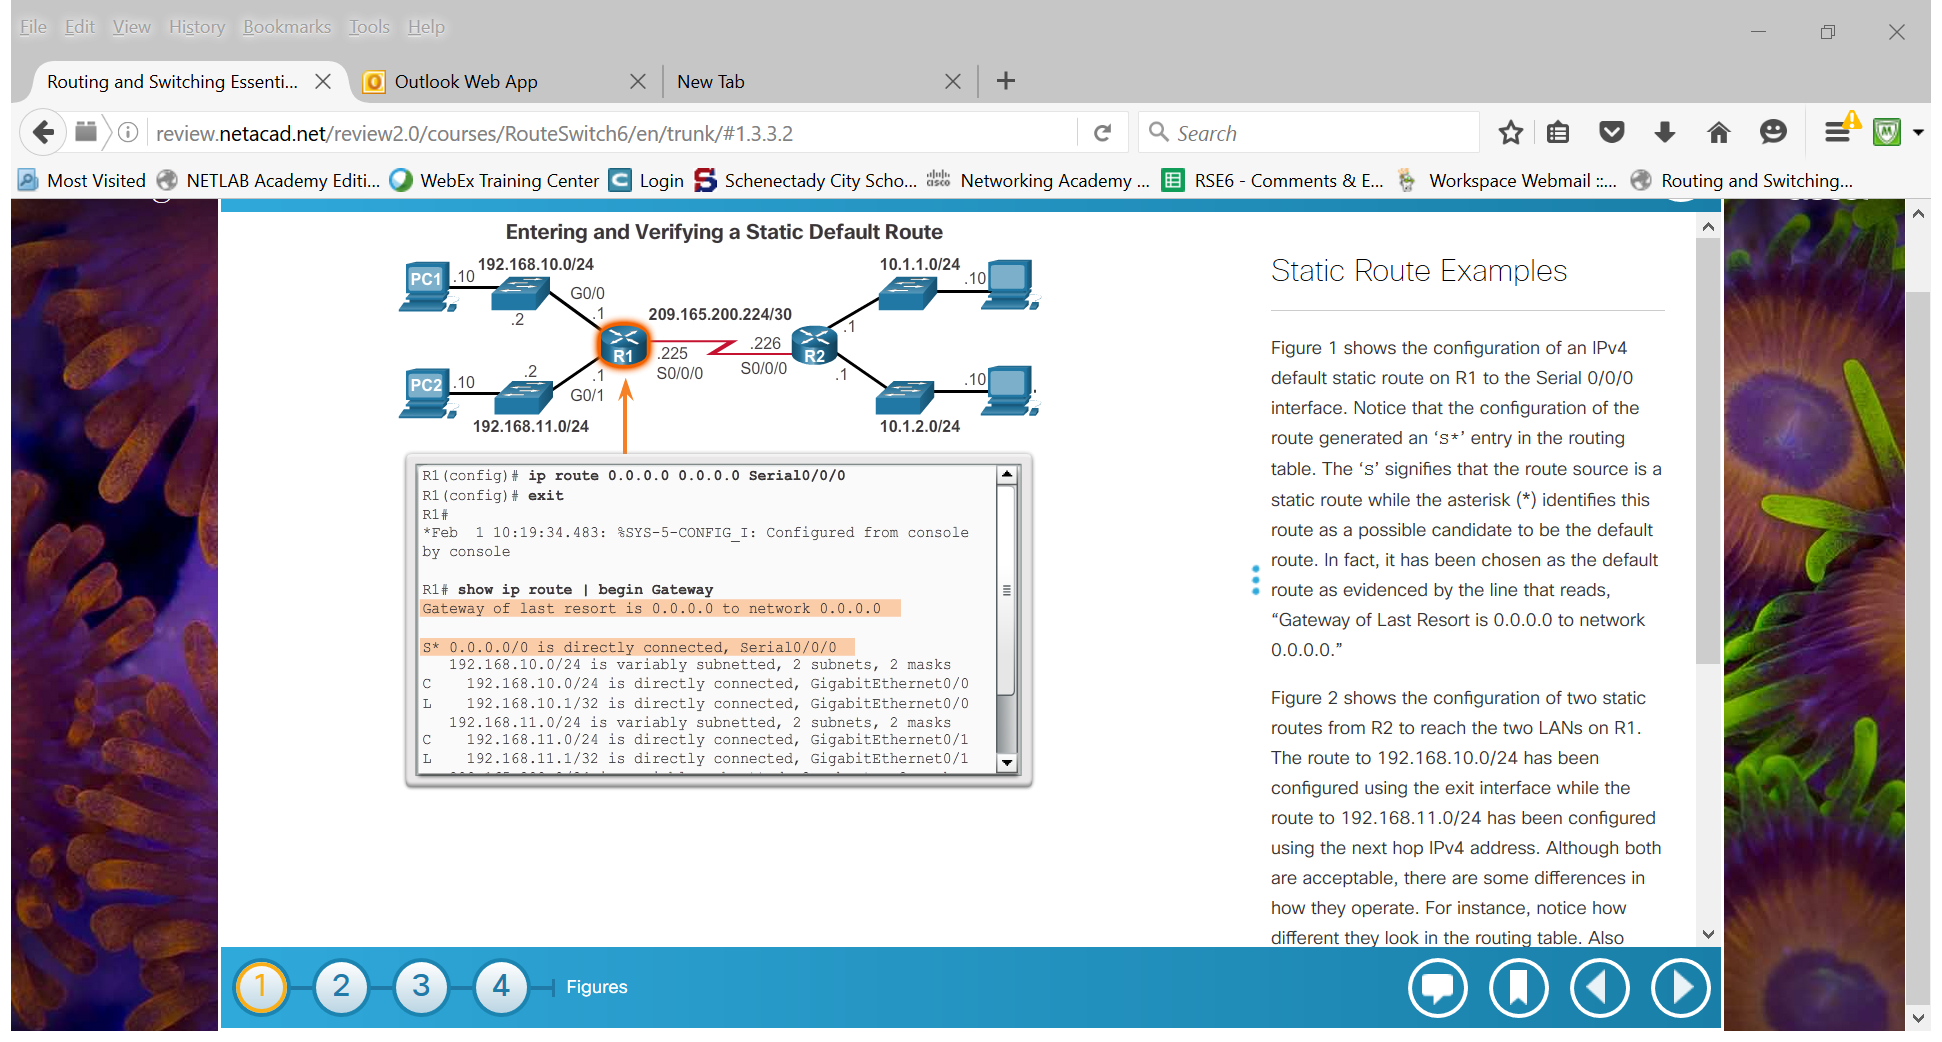 File Edit View History Bookmarks Tools Help
Routing and Switching Essenti... Outlook Web App New Tab
review.netacad.net/review2.0/courses/RouteSwitch6/en/trunk/#1.3.3.2 Search
Most Visited NETLAB Academy Editi... WebEx Training Center Login Schenectady City Scho... Networking Academy ... RSE6 - Comments & E... Workspace Webmail ::... Routing and Switching...
Entering and Verifying a Static Default Route
192.168.10.0/24 10.1.1.0/24
PC1 .10 .10
G0/0
.2 .1 209.165.200.224/30 .1
R1 .225 .226 R2
S0/0/0 S0/0/0
PC2 .10 .2 .1 .1 .10
G0/1
192.168.11.0/24 10.1.2.0/24
R1(config)# ip route 0.0.0.0 0.0.0.0 Serial0/0/0
R1(config)# exit
R1#
*Feb 1 10:19:34.483: %SYS-5-CONFIG_I: Configured from console
by console
R1# show ip route | begin Gateway
Gateway of last resort is 0.0.0.0 to network 0.0.0.0
S* 0.0.0.0/0 is directly connected, Serial0/0/0
192.168.10.0/24 is variably subnetted, 2 subnets, 2 masks
C 192.168.10.0/24 is directly connected, GigabitEthernet0/0
L 192.168.10.1/32 is directly connected, GigabitEthernet0/0
192.168.11.0/24 is variably subnetted, 2 subnets, 2 masks
C 192.168.11.0/24 is directly connected, GigabitEthernet0/1
L 192.168.11.1/32 is directly connected, GigabitEthernet0/1
Static Route Examples
Figure 1 shows the configuration of an IPv4
default static route on R1 to the Serial 0/0/0
interface. Notice that the configuration of the
route generated an ‘S*’ entry in the routing
table. The ‘S’ signifies that the route source is a
static route while the asterisk (*) identifies this
route as a possible candidate to be the default
route. In fact, it has been chosen as the default
route as evidenced by the line that reads,
“Gateway of Last Resort is 0.0.0.0 to network
0.0.0.0.”
Figure 2 shows the configuration of two static
routes from R2 to reach the two LANs on R1.
The route to 192.168.10.0/24 has been
configured using the exit interface while the
route to 192.168.11.0/24 has been configured
using the next hop IPv4 address. Although both
are acceptable, there are some differences in
how they operate. For instance, notice how
different they look in the routing table. Also
1 2 3 4 Figures